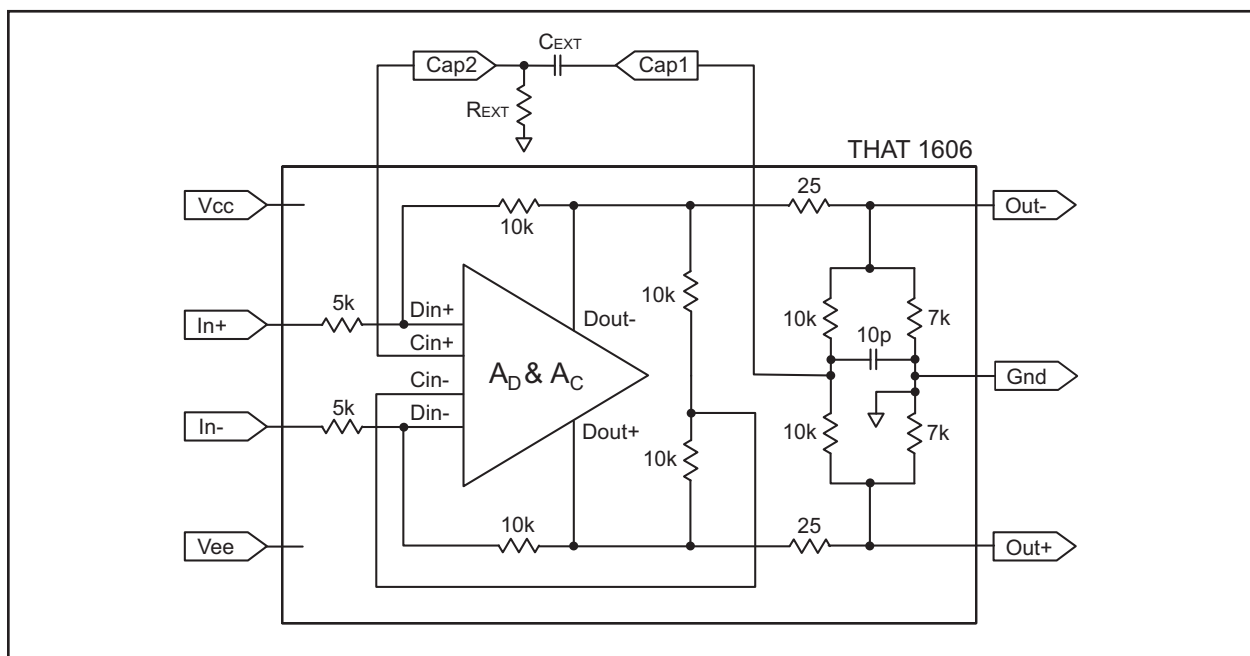 CEXT
Cap2
Cap1
REXT
THAT 1606
Vcc
10k
25
Out-
5k
In+
Din+
Cin+
Dout-
10k
10k
7k
10p
AD & AC
Gnd
Cin-
5k
In-
Din-
Dout+
10k
10k
7k
10k
25
Vee
Out+